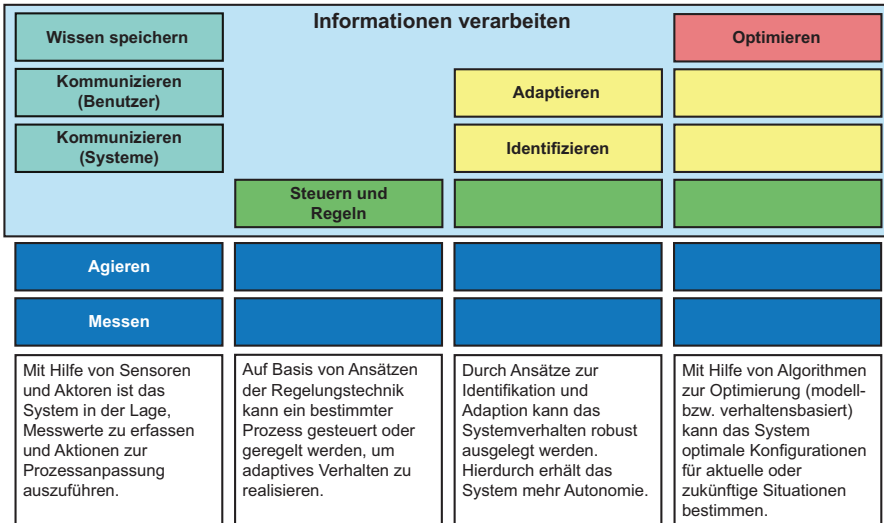 Informationen verarbeiten
Wissen speichern
Optimieren
Kommunizieren
(Benutzer)
Adaptieren
Kommunizieren
(Systeme)
Identifizieren
Steuern und
Regeln
Agieren
Messen
Mit Hilfe von Sensoren
und Aktoren ist das
System in der Lage,
Messwerte zu erfassen
und Aktionen zur
Prozessanpassung
auszuführen.
Auf Basis von Ansätzen
der Regelungstechnik
kann ein bestimmter
Prozess gesteuert oder
geregelt werden, um
adaptives Verhalten zu
realisieren.
Durch Ansätze zur
Identifikation und
Adaption kann das
Systemverhalten robust
ausgelegt werden.
Hierdurch erhält das
System mehr Autonomie.
Mit Hilfe von Algorithmen
zur Optimierung (modell-
bzw. verhaltensbasiert)
kann das System
optimale Konfigurationen
für aktuelle oder
zukünftige Situationen
bestimmen.